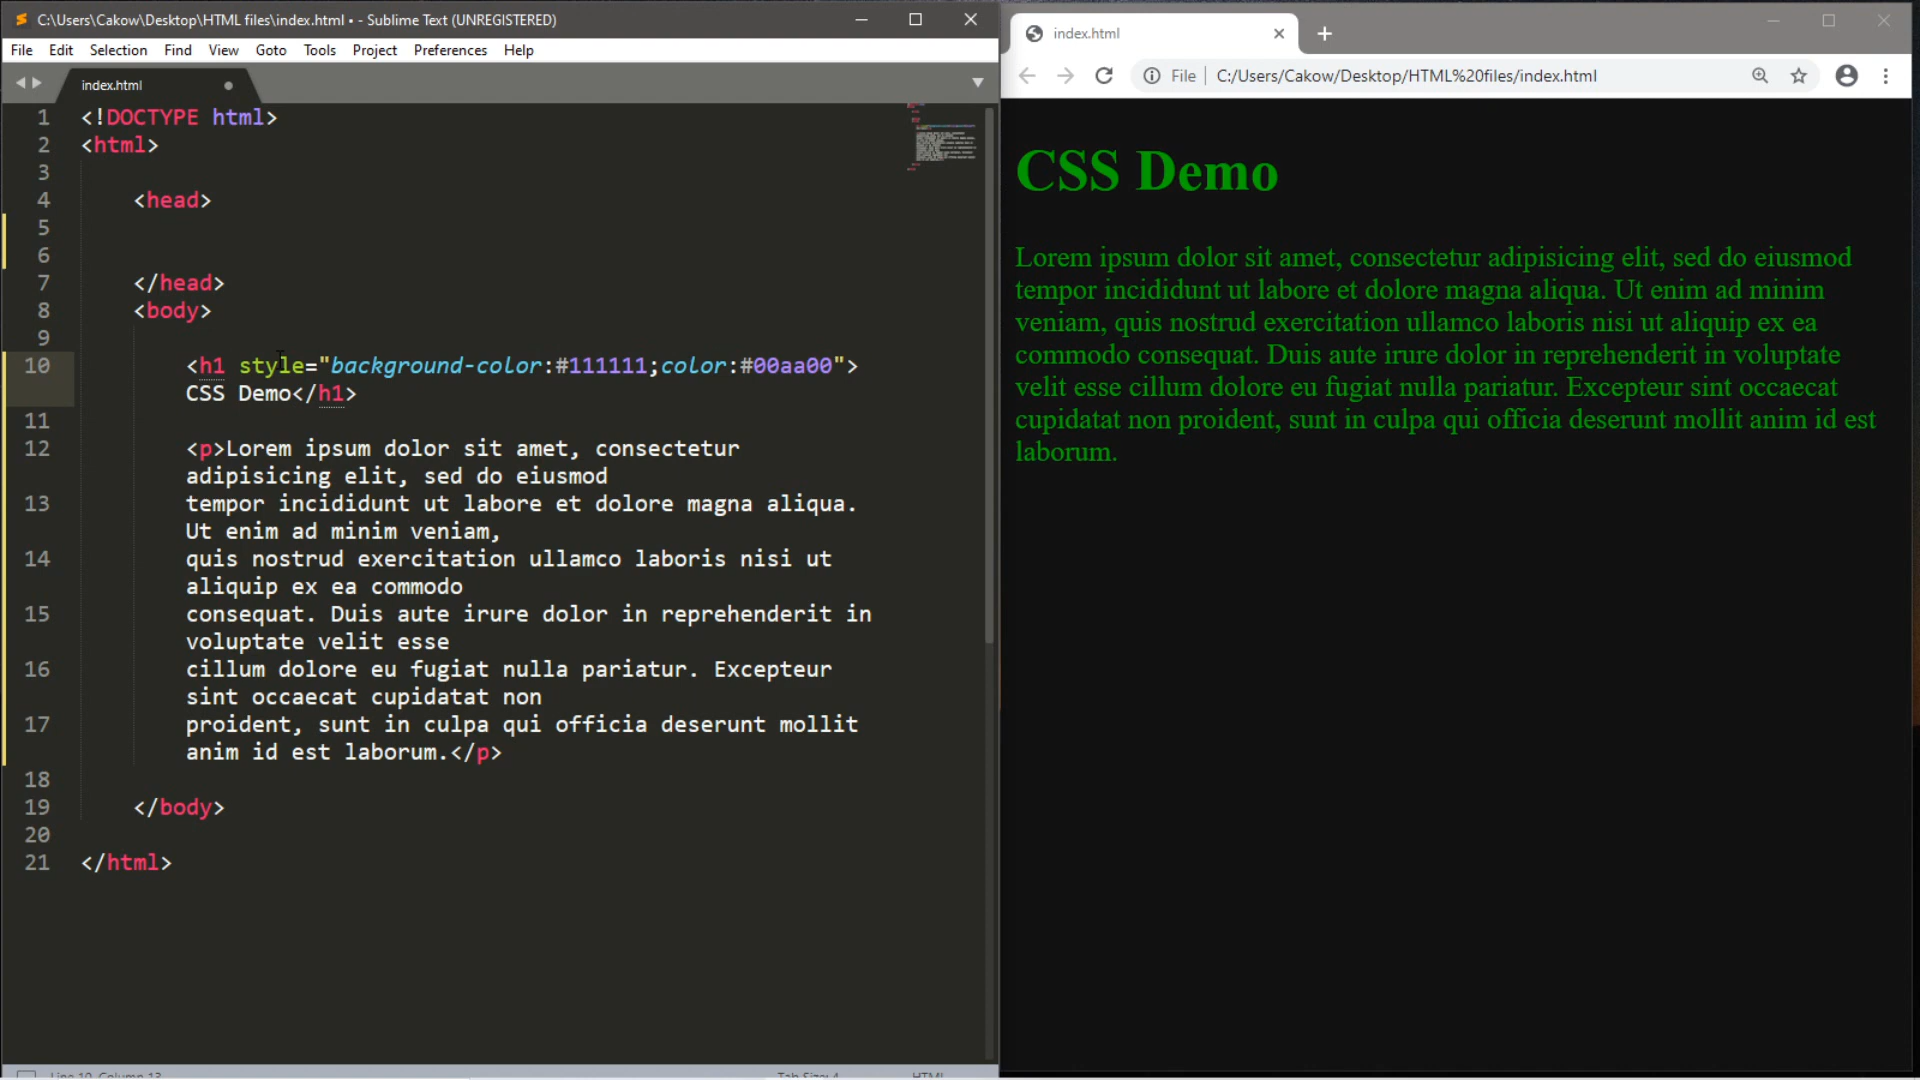 C:\Users\Cakow\Desktop\HTML files\index.html • - Sublime Text (UNREGISTERED)
File Edit Selection Find View Goto Tools Project Preferences Help
index.html
1 <!DOCTYPE html>
2 <html>
3
4 <head>
5
6
7 </head>
8 <body>
9
10 <h1 style="background-color:#111111;color:#00aa00">
CSS Demo</h1>
11
12 <p>Lorem ipsum dolor sit amet, consectetur
adipisicing elit, sed do eiusmod
13 tempor incididunt ut labore et dolore magna aliqua.
Ut enim ad minim veniam,
14 quis nostrud exercitation ullamco laboris nisi ut
aliquip ex ea commodo
15 consequat. Duis aute irure dolor in reprehenderit in
voluptate velit esse
16 cillum dolore eu fugiat nulla pariatur. Excepteur
sint occaecat cupidatat non
17 proident, sunt in culpa qui officia deserunt mollit
anim id est laborum.</p>
18
19 </body>
20
21 </html>
Line 10, Column 13 Tab Size: 4 HTML
index.html
File C:/Users/Cakow/Desktop/HTML%20files/index.html
CSS Demo
Lorem ipsum dolor sit amet, consectetur adipisicing elit, sed do eiusmod
tempor incididunt ut labore et dolore magna aliqua. Ut enim ad minim
veniam, quis nostrud exercitation ullamco laboris nisi ut aliquip ex ea
commodo consequat. Duis aute irure dolor in reprehenderit in voluptate
velit esse cillum dolore eu fugiat nulla pariatur. Excepteur sint occaecat
cupidatat non proident, sunt in culpa qui officia deserunt mollit anim id est
laborum.